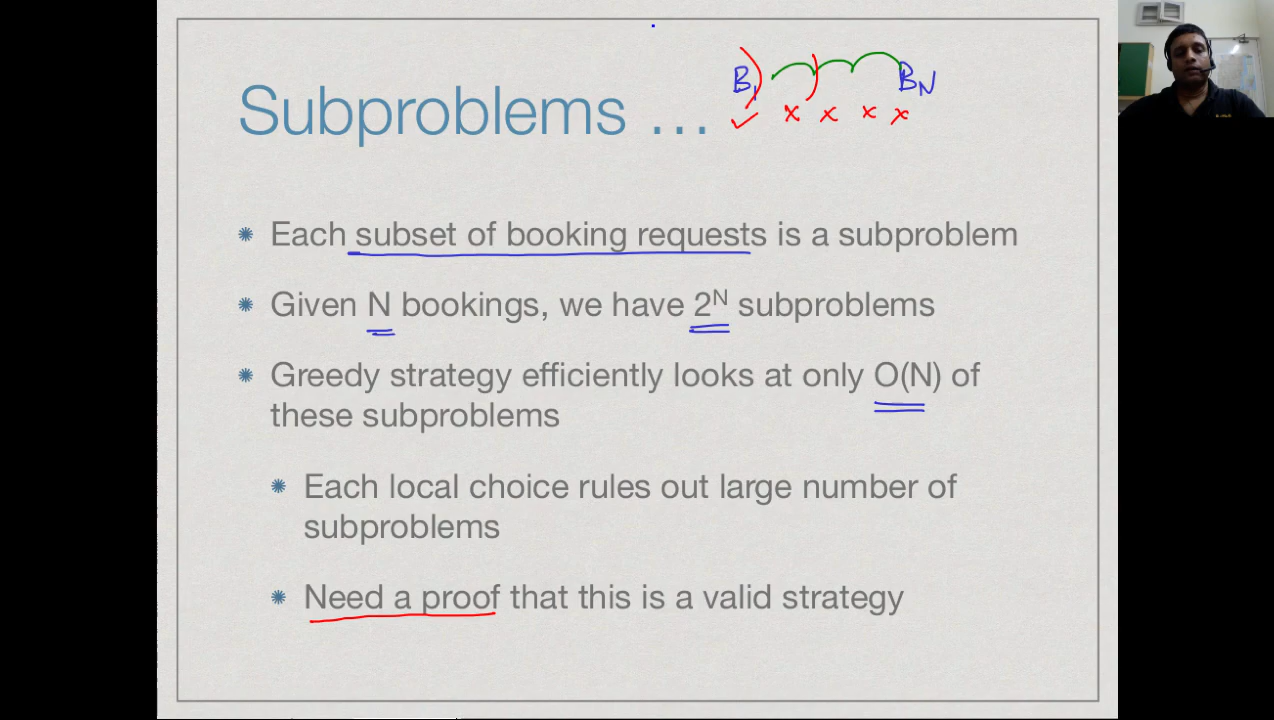 B1 BN
Subproblems ...
✓ x x x x
Each subset of booking requests is a subproblem
Given N bookings, we have 2^N subproblems
Greedy strategy efficiently looks at only O(N) of
these subproblems
Each local choice rules out large number of
subproblems
Need a proof that this is a valid strategy